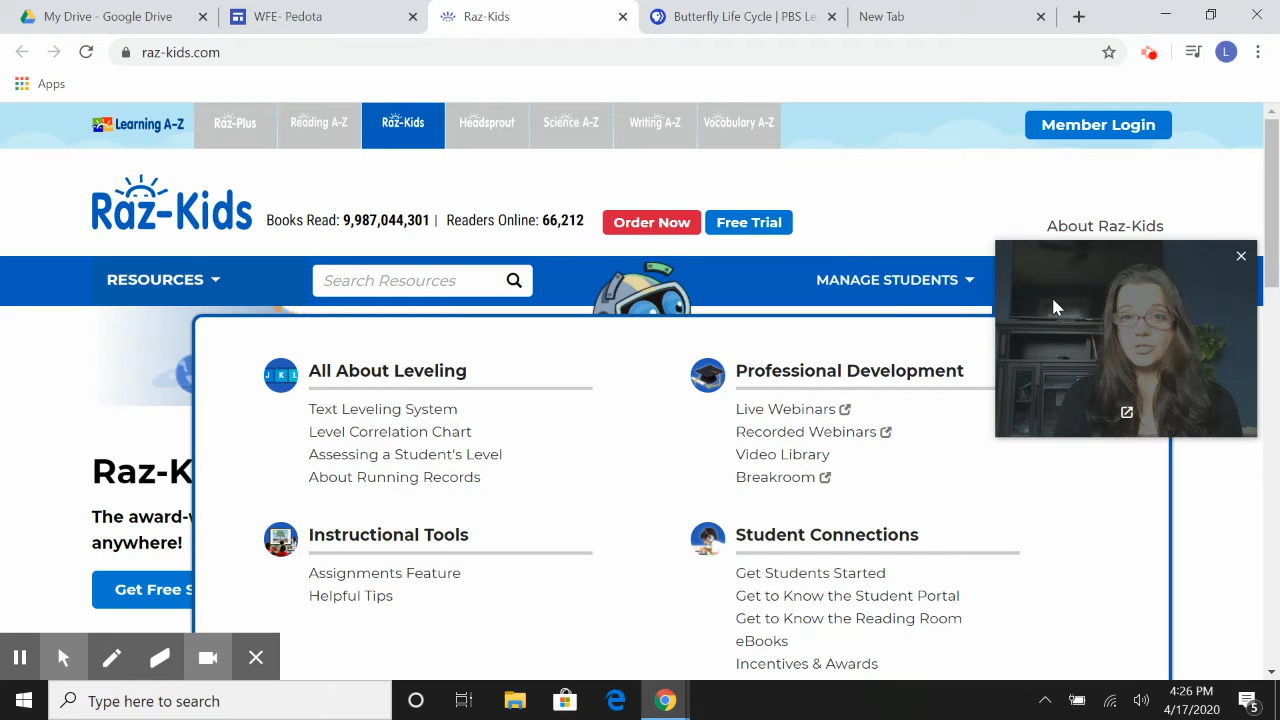 My Drive - Google Drive
WFE- Pedota
Raz-Kids
Butterfly Life Cycle | PBS Le
New Tab
raz-kids.com
L
Apps
Learning A-Z
Raz-Plus
Reading A-Z
Raz-Kids
Headsprout
Science A-Z
Writing A-Z
Vocabulary A-Z
Member Login
Raz-Kids
Books Read: 9,987,044,301 | Readers Online: 66,212
Order Now
Free Trial
About Raz-Kids
RESOURCES
Search Resources
MANAGE STUDENTS
J K L
All About Leveling
Text Leveling System
Level Correlation Chart
Assessing a Student's Level
About Running Records
Professional Development
Live Webinars
Recorded Webinars
Video Library
Breakroom
Raz-K
The award-w
anywhere!
Get Free S
Instructional Tools
Assignments Feature
Helpful Tips
Student Connections
Get Students Started
Get to Know the Student Portal
Get to Know the Reading Room
eBooks
Incentives & Awards
Type here to search
4:26 PM
4/17/2020
5